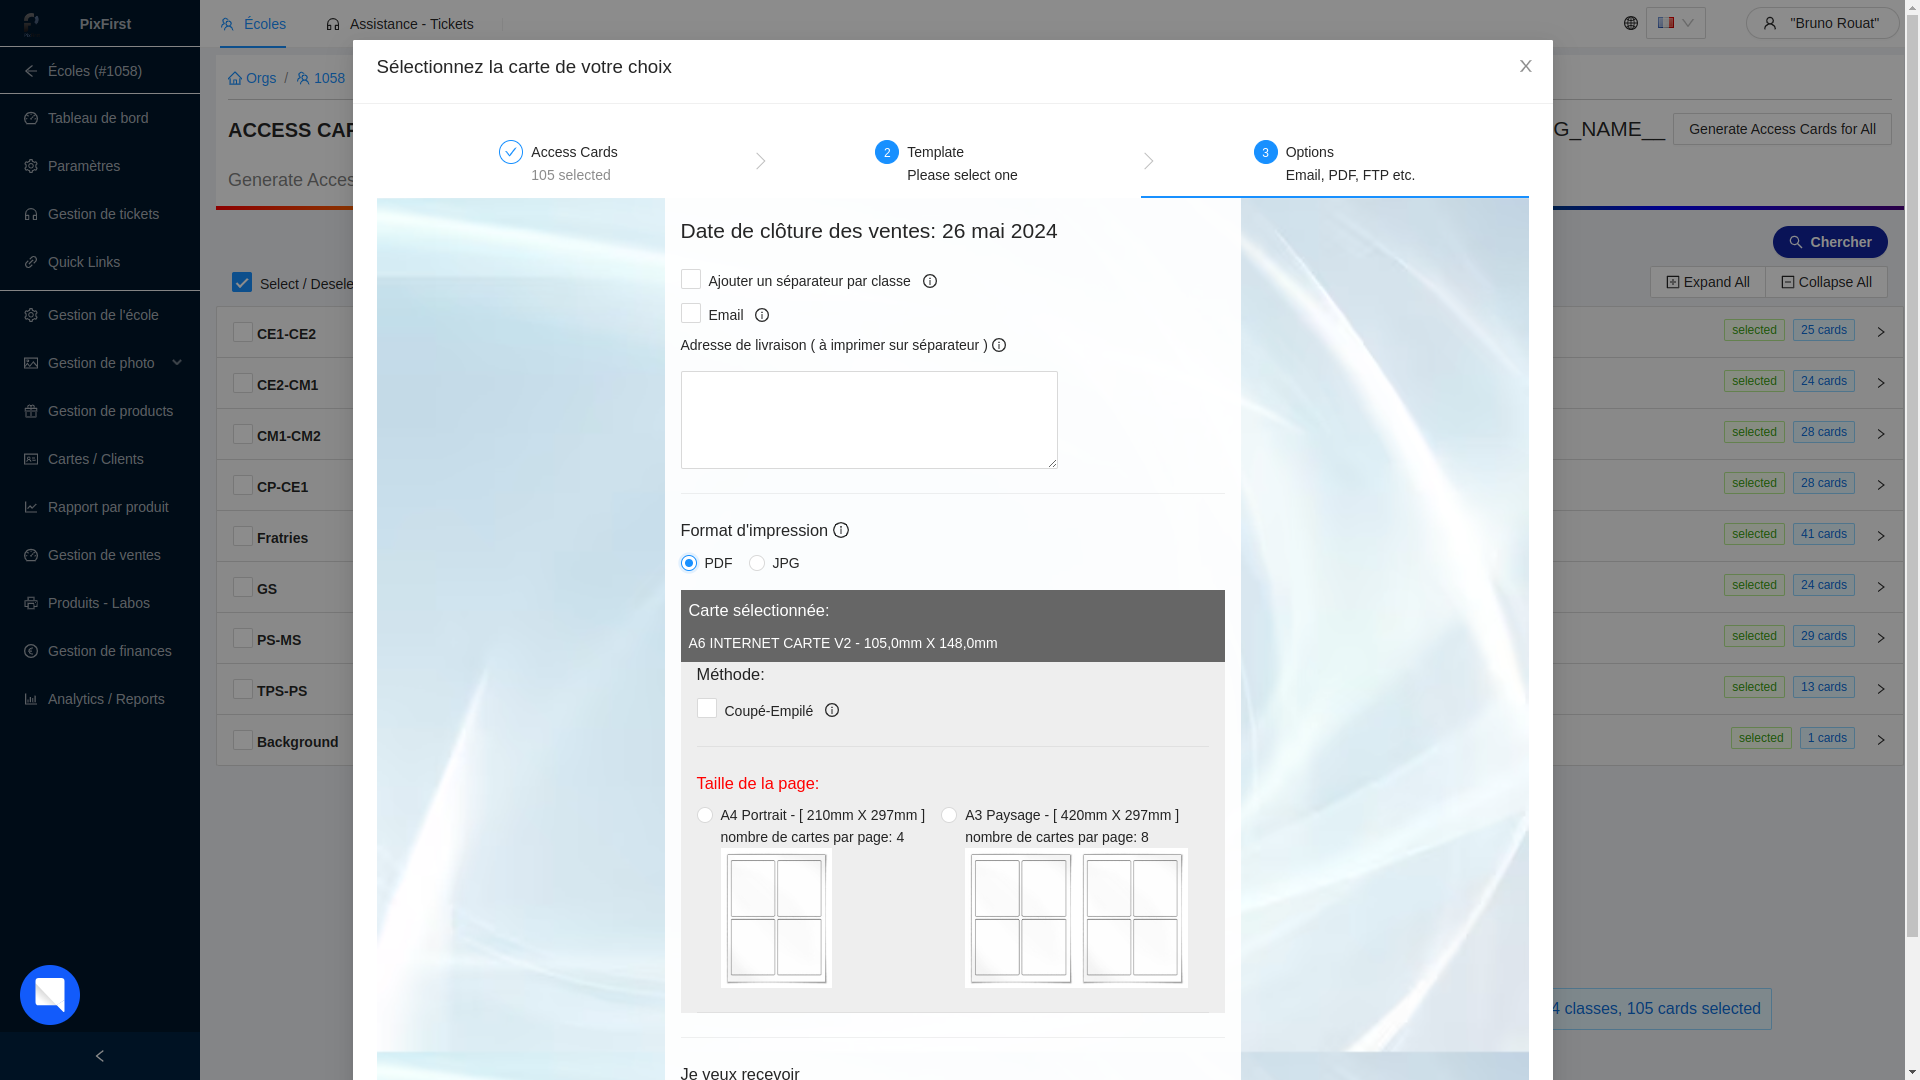 PixFirst
Écoles
Assistance - Tickets
"Bruno Rouat"
Écoles (#1058)
Tableau de bord
Paramètres
Gestion de tickets
Quick Links
Gestion de l'école
Gestion de photo
Gestion de products
Cartes / Clients
Rapport par produit
Gestion de ventes
Produits - Labos
Gestion de finances
Analytics / Reports
Orgs / 1058
ACCESS CAR
G_NAME__
Generate Access Cards for All
Generate Acces
Chercher
Select / Desele
Expand All
Collapse All
CE1-CE2 selected 25 cards
CE2-CM1 selected 24 cards
CM1-CM2 selected 28 cards
CP-CE1 selected 28 cards
Fratries selected 41 cards
GS selected 24 cards
PS-MS selected 29 cards
TPS-PS selected 13 cards
Background selected 1 cards
4 classes, 105 cards selected
Sélectionnez la carte de votre choix
Access Cards
105 selected
2 Template
Please select one
3 Options
Email, PDF, FTP etc.
Date de clôture des ventes: 26 mai 2024
Ajouter un séparateur par classe
Email
Adresse de livraison ( à imprimer sur séparateur )
Format d'impression
PDF JPG
Carte sélectionnée:
A6 INTERNET CARTE V2 - 105,0mm X 148,0mm
Méthode:
Coupé-Empilé
Taille de la page:
A4 Portrait - [ 210mm X 297mm ]
nombre de cartes par page: 4
A3 Paysage - [ 420mm X 297mm ]
nombre de cartes par page: 8
Je veux recevoir